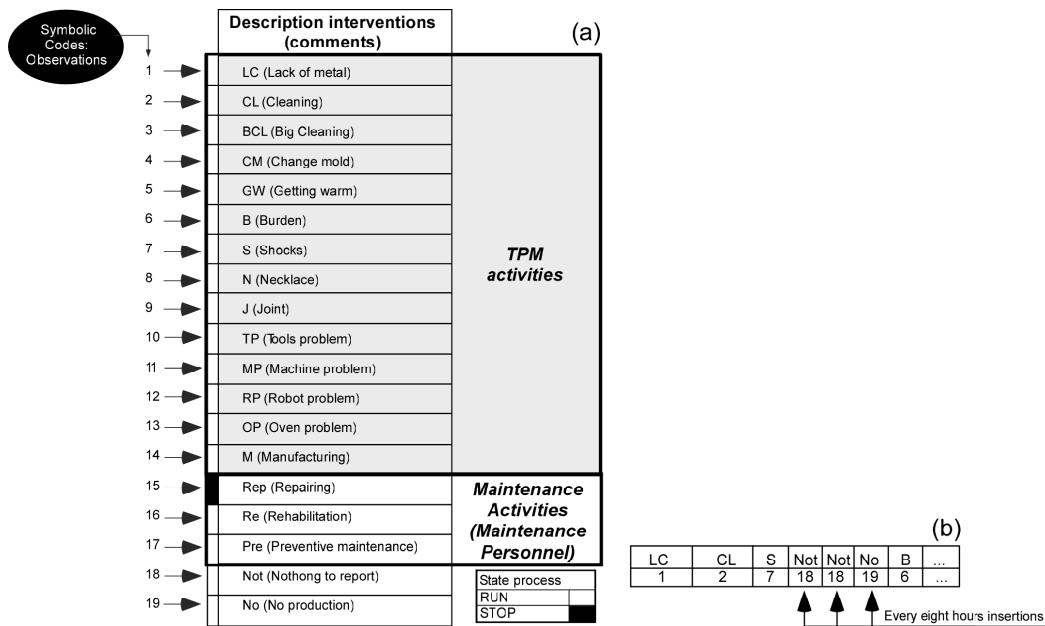 Symbolic
Codes:
Observations
Description interventions
(comments)
(a)
1 LC (Lack of metal)
2 CL (Cleaning)
3 BCL (Big Cleaning)
4 CM (Change mold)
5 GW (Getting warm)
6 B (Burden)
7 S (Shocks)
8 N (Necklace)
9 J (Joint)
10 TP (Tools problem)
11 MP (Machine problem)
12 RP (Robot problem)
13 OP (Oven problem)
14 M (Manufacturing)
TPM
activities
15 Rep (Repairing)
16 Re (Rehabilitation)
17 Pre (Preventive maintenance)
Maintenance
Activities
(Maintenance
Personnel)
18 Not (Nothong to report)
19 No (No production)
State process
RUN
STOP
(b)
LC CL S Not Not No B ...
1 2 7 18 18 19 6 ...
Every eight hours insertions